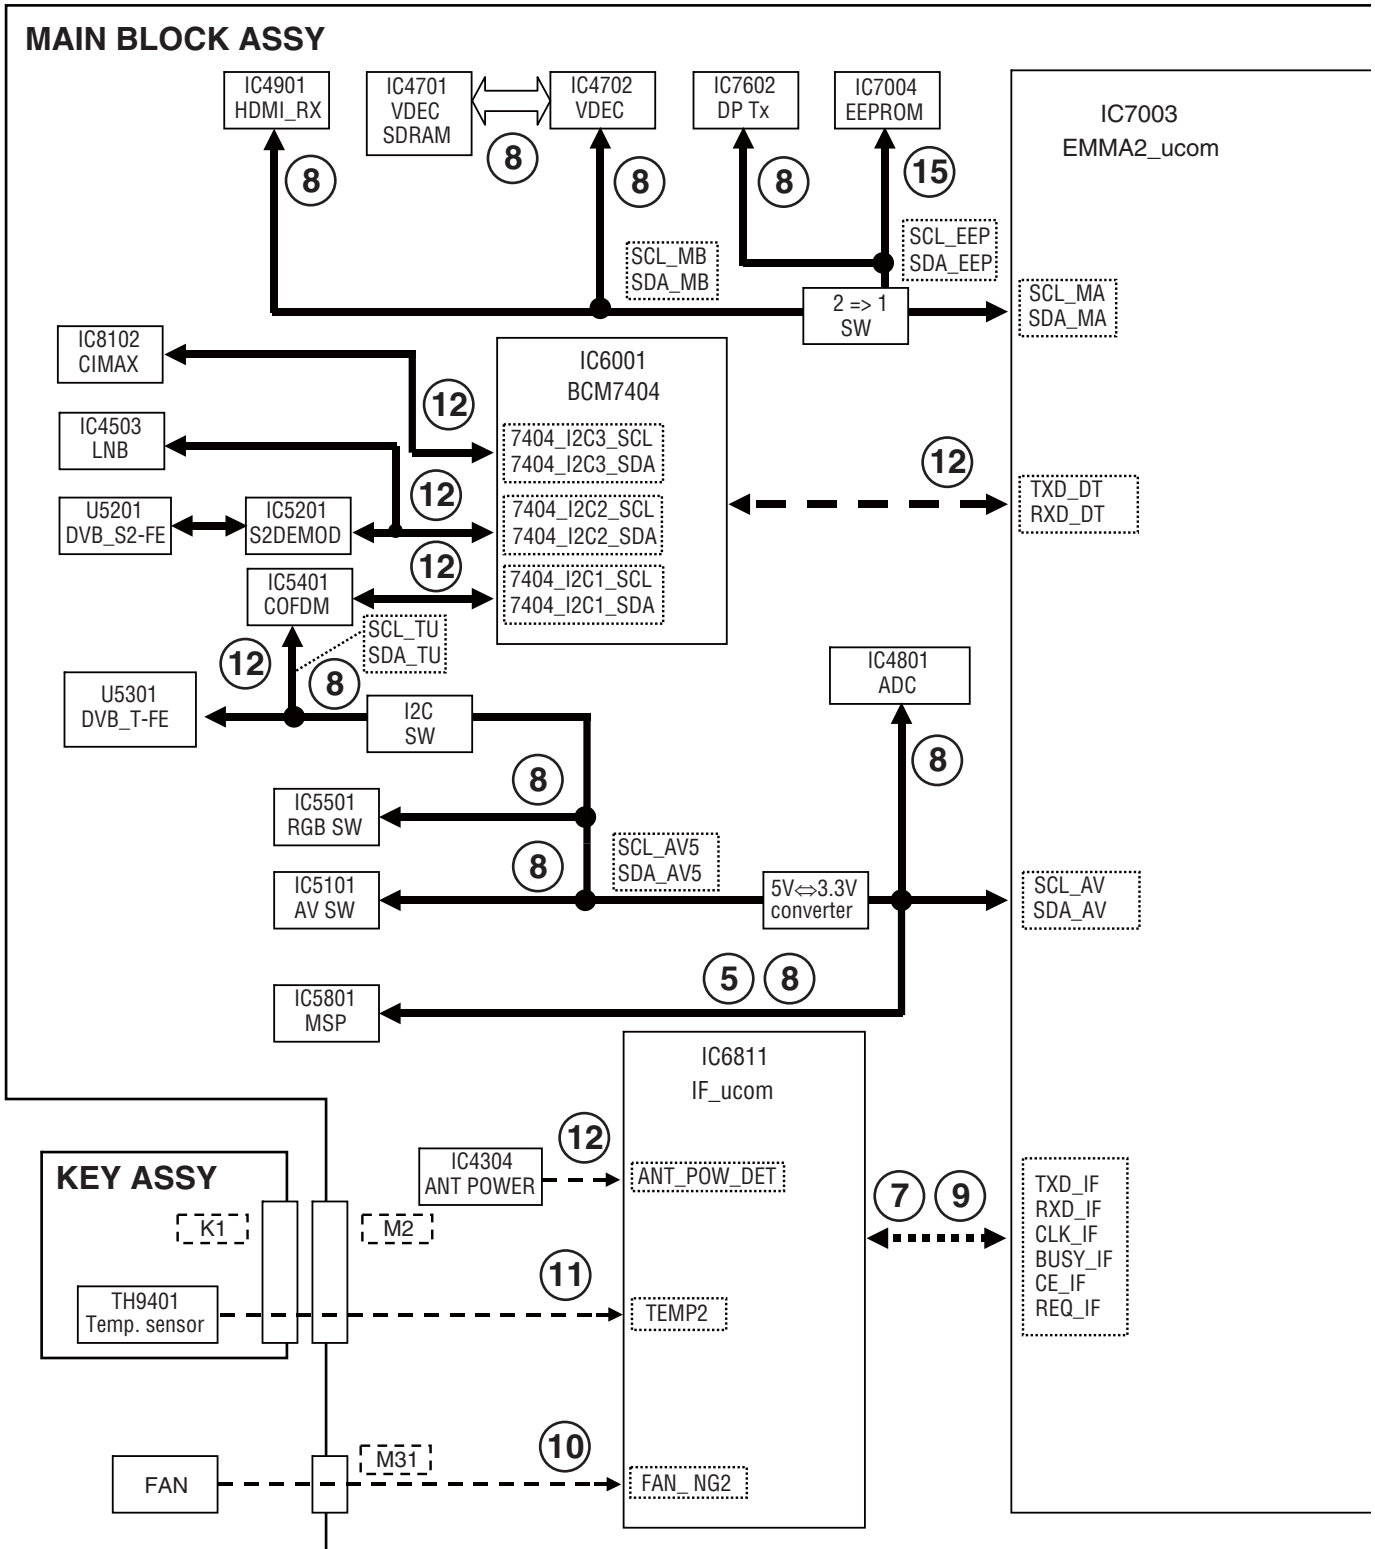 MAIN BLOCK ASSY
IC4901
HDMI_RX
IC4701
VDEC
SDRAM
IC4702
VDEC
IC7602
DP Tx
IC7004
EEPROM
IC7003
EMMA2_ucom
8
8
8
8
15
SCL_MB
SDA_MB
SCL_EEP
SDA_EEP
2 => 1
SW
SCL_MA
SDA_MA
IC8102
CIMAX
IC6001
BCM7404
12
IC4503
LNB
7404_I2C3_SCL
7404_I2C3_SDA
12
TXD_DT
RXD_DT
U5201
DVB_S2-FE
IC5201
S2DEMOD
12
7404_I2C2_SCL
7404_I2C2_SDA
12
IC5401
COFDM
7404_I2C1_SCL
7404_I2C1_SDA
SCL_TU
SDA_TU
12
8
U5301
DVB_T-FE
I2C
SW
IC4801
ADC
8
8
IC5501
RGB SW
8
IC5101
AV SW
SCL_AV5
SDA_AV5
5V⇔3.3V
converter
SCL_AV
SDA_AV
5
8
IC5801
MSP
IC6811
IF_ucom
12
IC4304
ANT POWER
ANT_POW_DET
7
9
TXD_IF
RXD_IF
CLK_IF
BUSY_IF
CE_IF
REQ_IF
KEY ASSY
K1
M2
11
TH9401
Temp. sensor
TEMP2
M31
10
FAN
FAN_ NG2